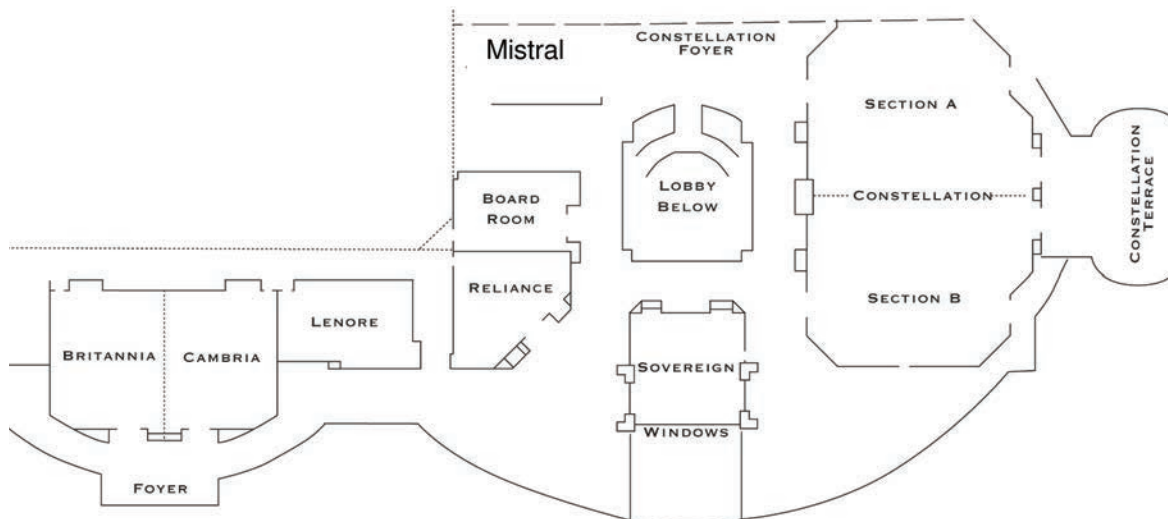 Mistral
CONSTELLATION
FOYER
SECTION A
BOARD
ROOM
LOBBY
BELOW
CONSTELLATION
CONSTELLATION
TERRACE
RELIANCE
SECTION B
LENORE
BRITANNIA
CAMBRIA
SOVEREIGN
WINDOWS
FOYER